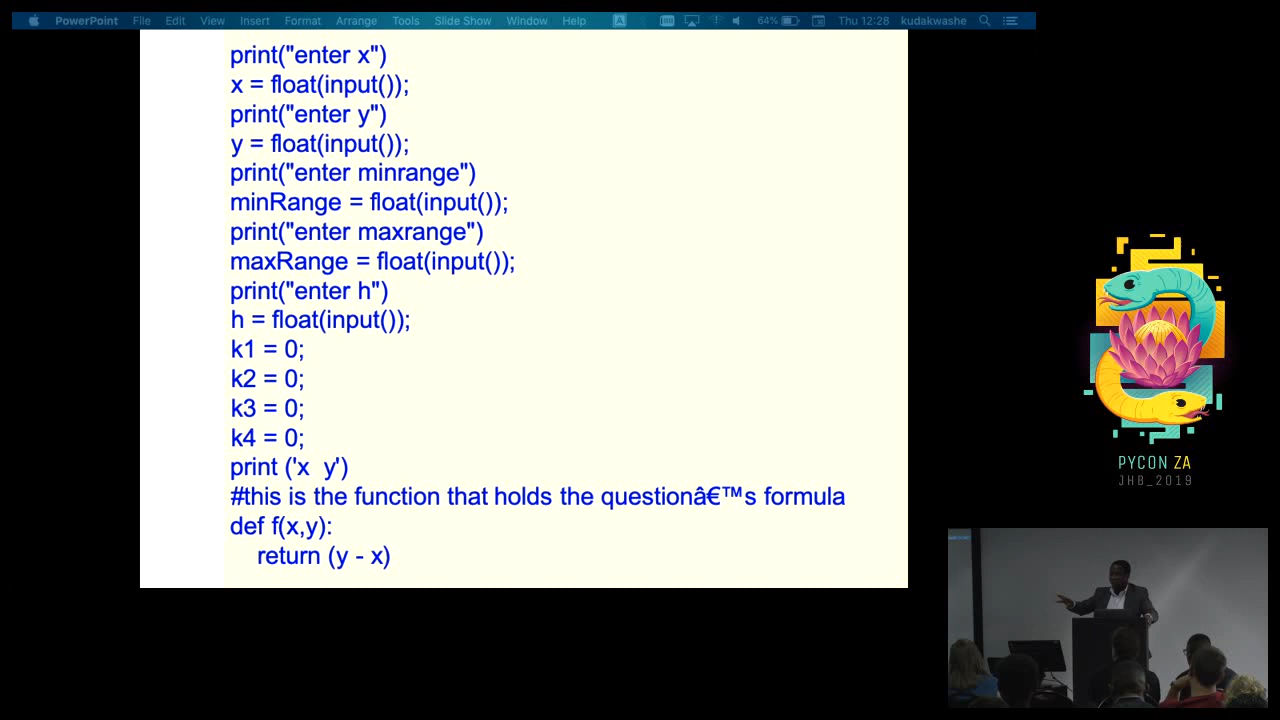 PowerPoint File Edit View Insert Format Arrange Tools Slide Show Window Help A 64% Thu 12:28 kudakwashe
print("enter x")
x = float(input());
print("enter y")
y = float(input());
print("enter minrange")
minRange = float(input());
print("enter maxrange")
maxRange = float(input());
print("enter h")
h = float(input());
k1 = 0;
k2 = 0;
k3 = 0;
k4 = 0;
print ('x  y')
#this is the function that holds the questionâ€™s formula
def f(x,y):
    return (y - x)
PYCON ZA
JHB_2019